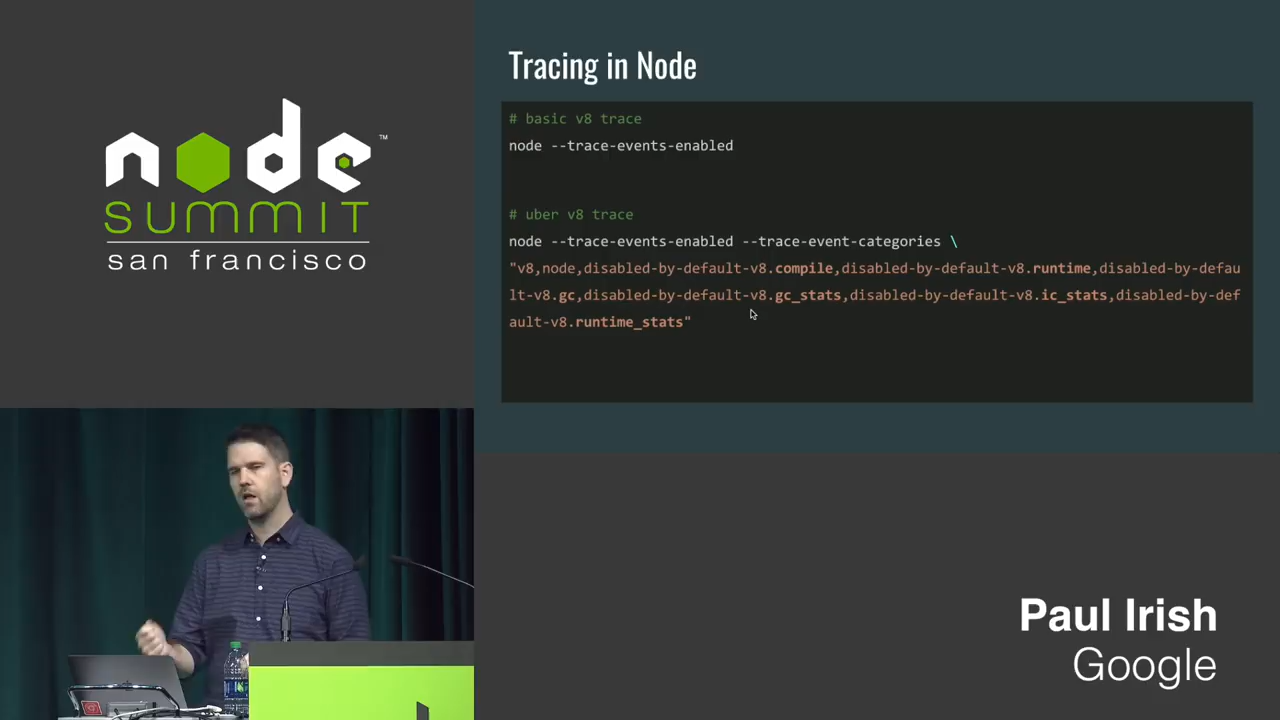 node™
SUMMIT
san francisco
Tracing in Node
# basic v8 trace
node --trace-events-enabled
# uber v8 trace
node --trace-events-enabled --trace-event-categories \
"v8,node,disabled-by-default-v8.compile,disabled-by-default-v8.runtime,disabled-by-defau
lt-v8.gc,disabled-by-default-v8.gc_stats,disabled-by-default-v8.ic_stats,disabled-by-def
ault-v8.runtime_stats"
Paul Irish
Google